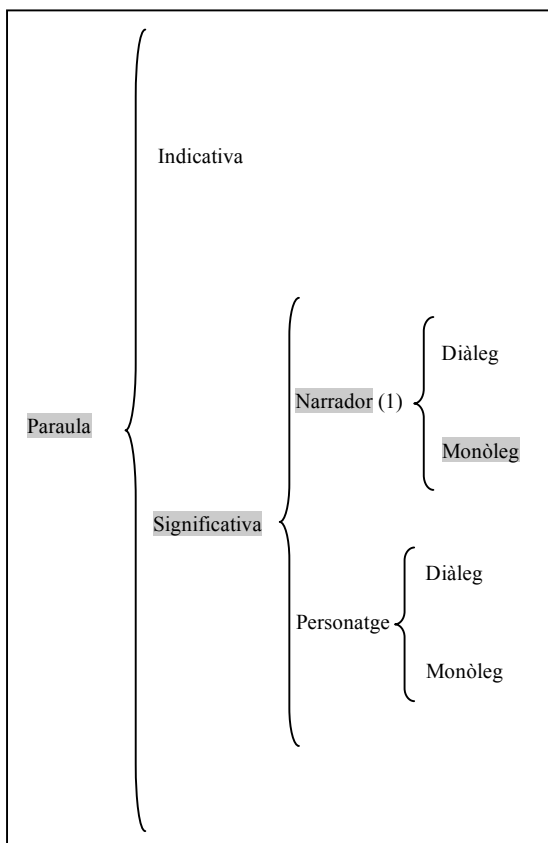 Indicativa
Diàleg
Narrador (1)
Paraula
Monòleg
Significativa
Diàleg
Personatge
Monòleg